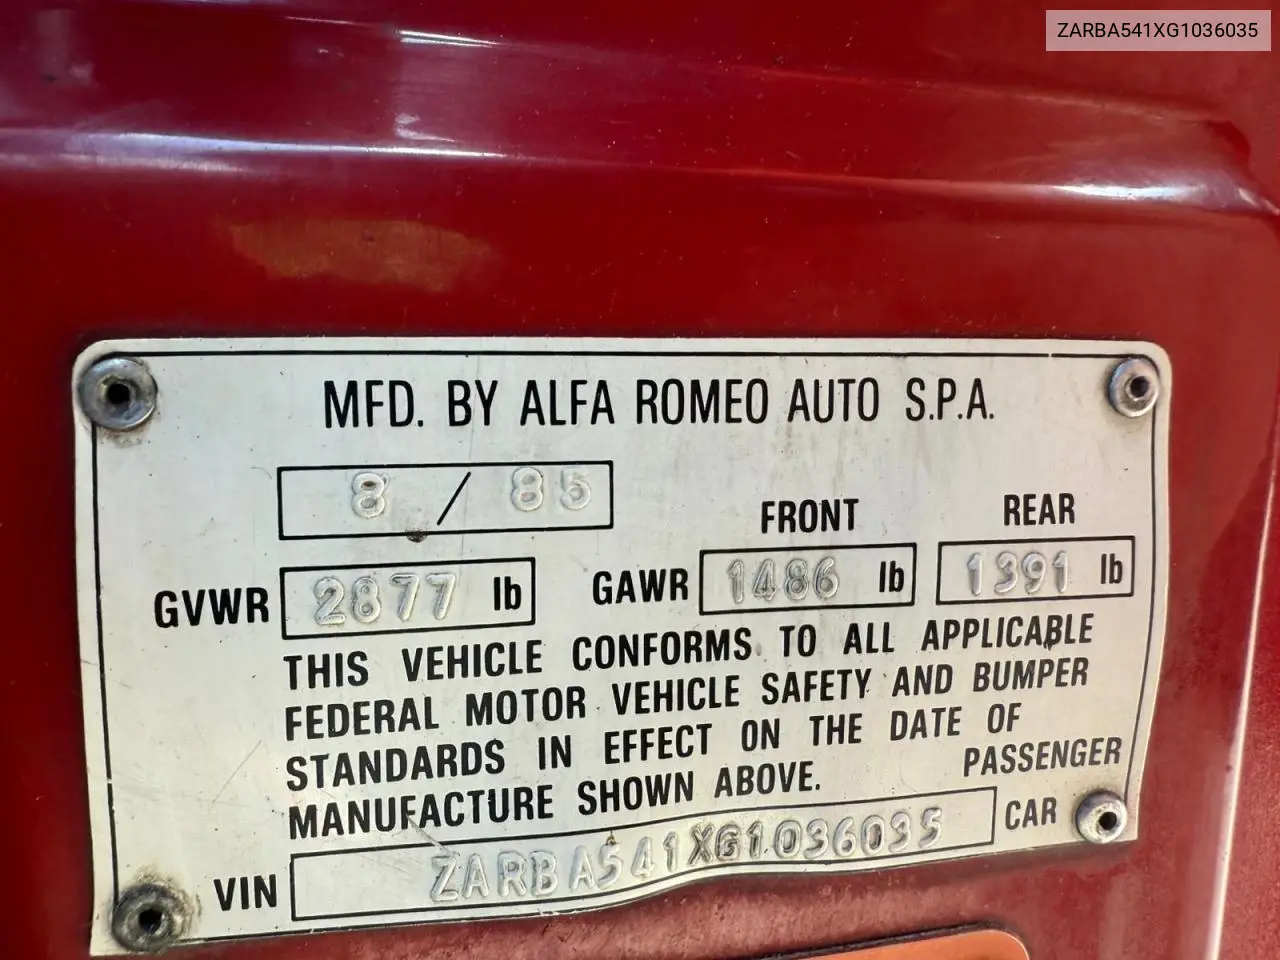 ZARBA541XG1036035
MFD. BY ALFA ROMEO AUTO S.P.A.
8 / 85
FRONT REAR
GVWR 2877 lb GAWR 1486 lb 1391 lb
THIS VEHICLE CONFORMS TO ALL APPLICABLE
FEDERAL MOTOR VEHICLE SAFETY AND BUMPER
STANDARDS IN EFFECT ON THE DATE OF
MANUFACTURE SHOWN ABOVE. PASSENGER
VIN ZARBA541XG1036035 CAR